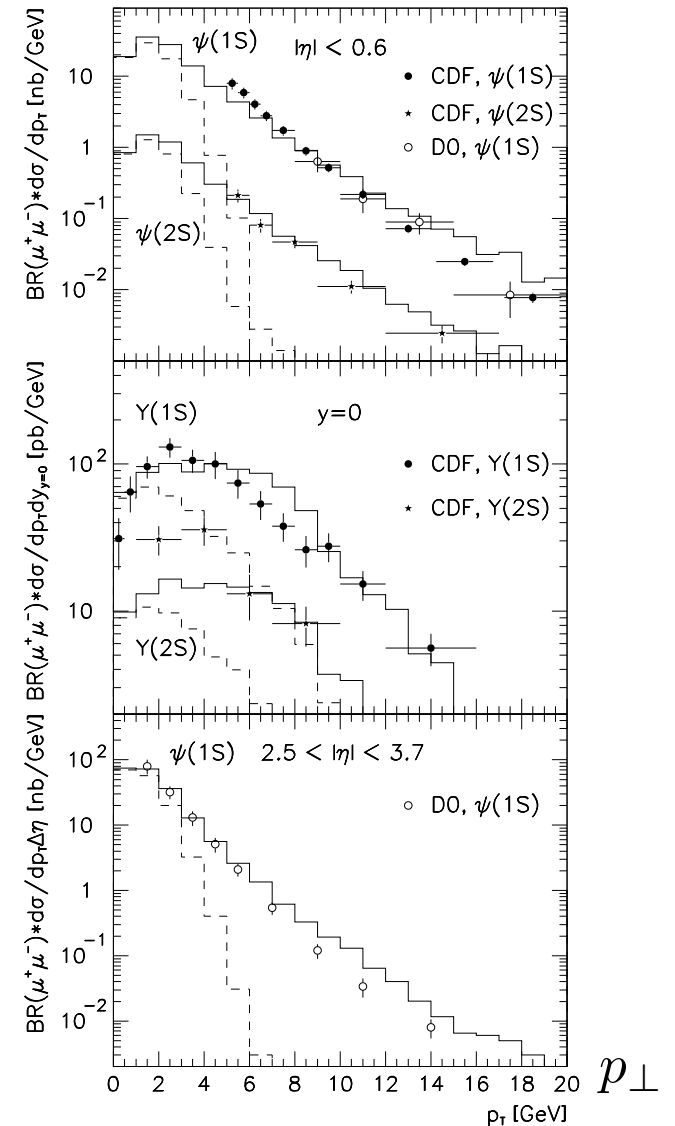 BR(μ⁺μ⁻)*dσ/dp_T [nb/GeV]
10
1
10⁻¹
10⁻²
ψ(1S)
|η| < 0.6
CDF, ψ(1S)
CDF, ψ(2S)
D0, ψ(1S)
ψ(2S)
BR(μ⁺μ⁻)*dσ/dp_Tdy_y=0 [pb/GeV]
10²
10
Υ(1S)
y=0
CDF, Υ(1S)
CDF, Υ(2S)
Υ(2S)
BR(μ⁺μ⁻)*dσ/dp_TΔη [nb/GeV]
10²
10
1
10⁻¹
10⁻²
ψ(1S) 2.5 < |η| < 3.7
D0, ψ(1S)
0 2 4 6 8 10 12 14 16 18 20
p_T [GeV]
p_⊥